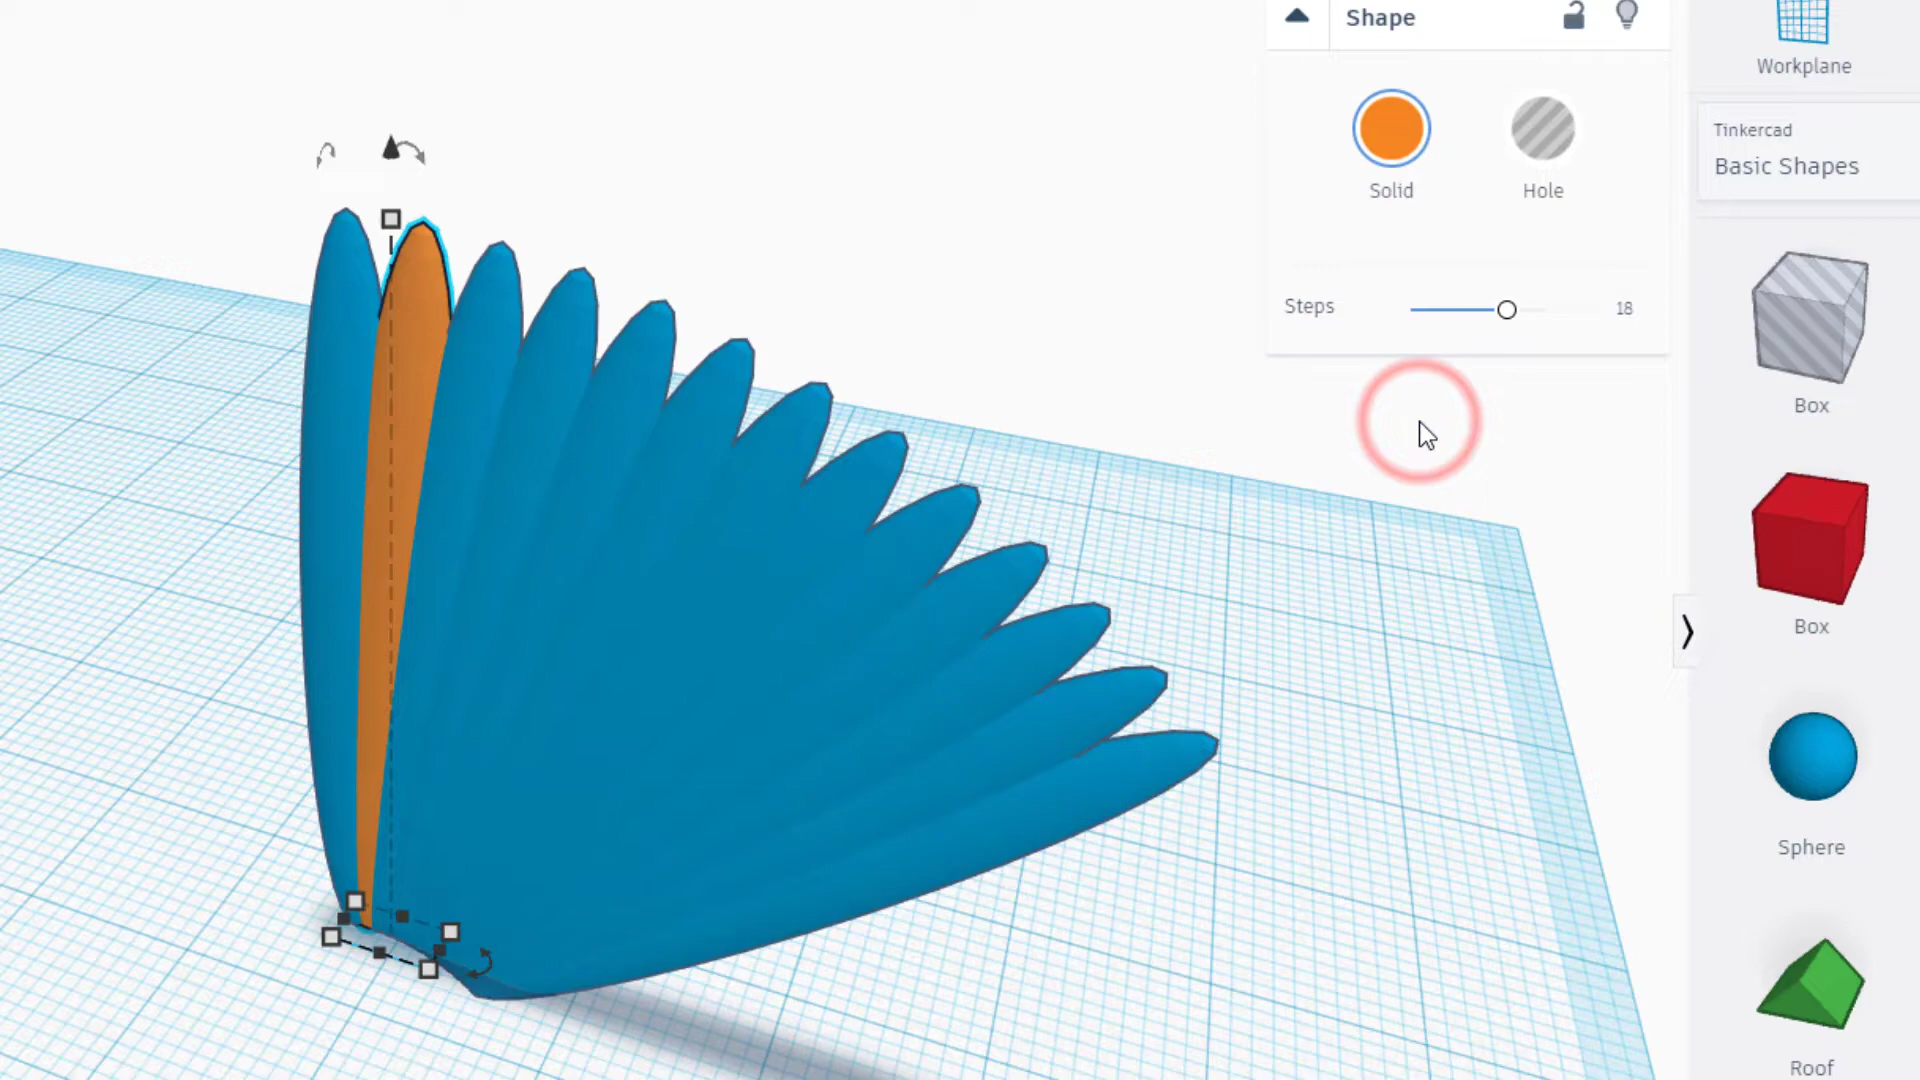 Shape
Workplane
Tinkercad
Basic Shapes
Solid
Hole
Steps
18
Box
Box
Sphere
Roof